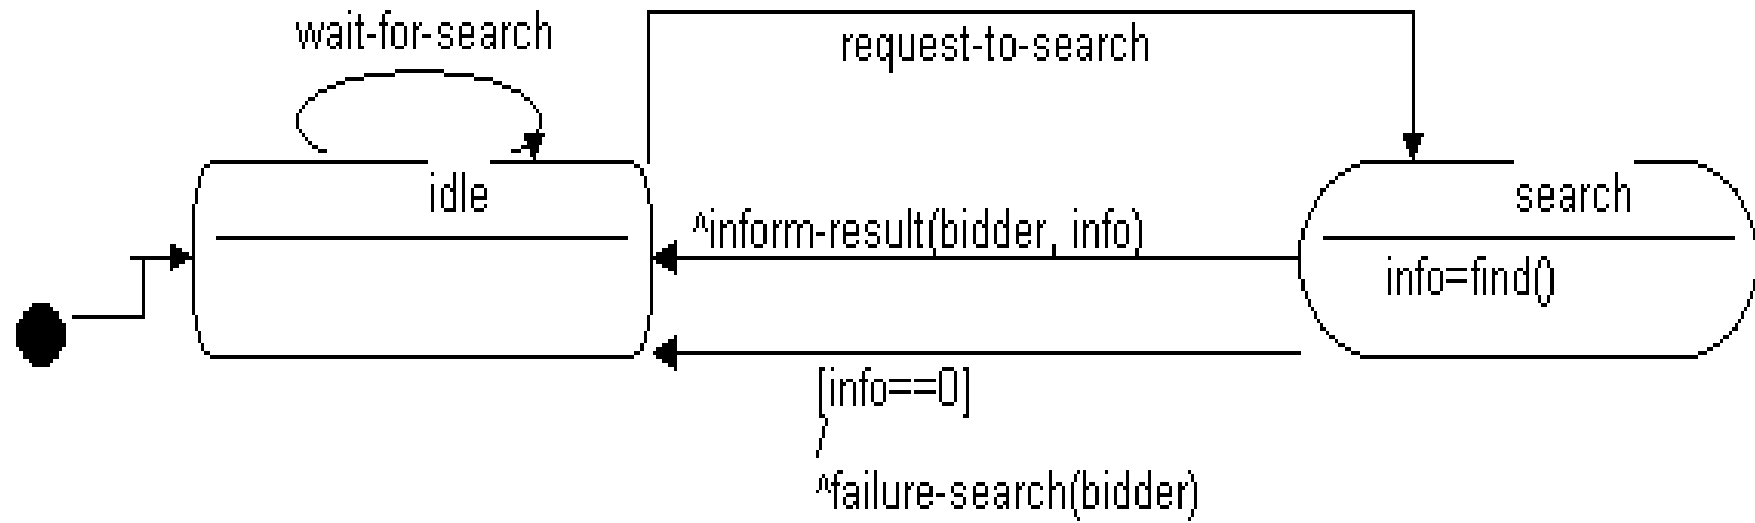 wait-for-search
request-to-search
idle
search
^inform-result(bidder, info)
info=find()
[info==0]
/
^failure-search(bidder)